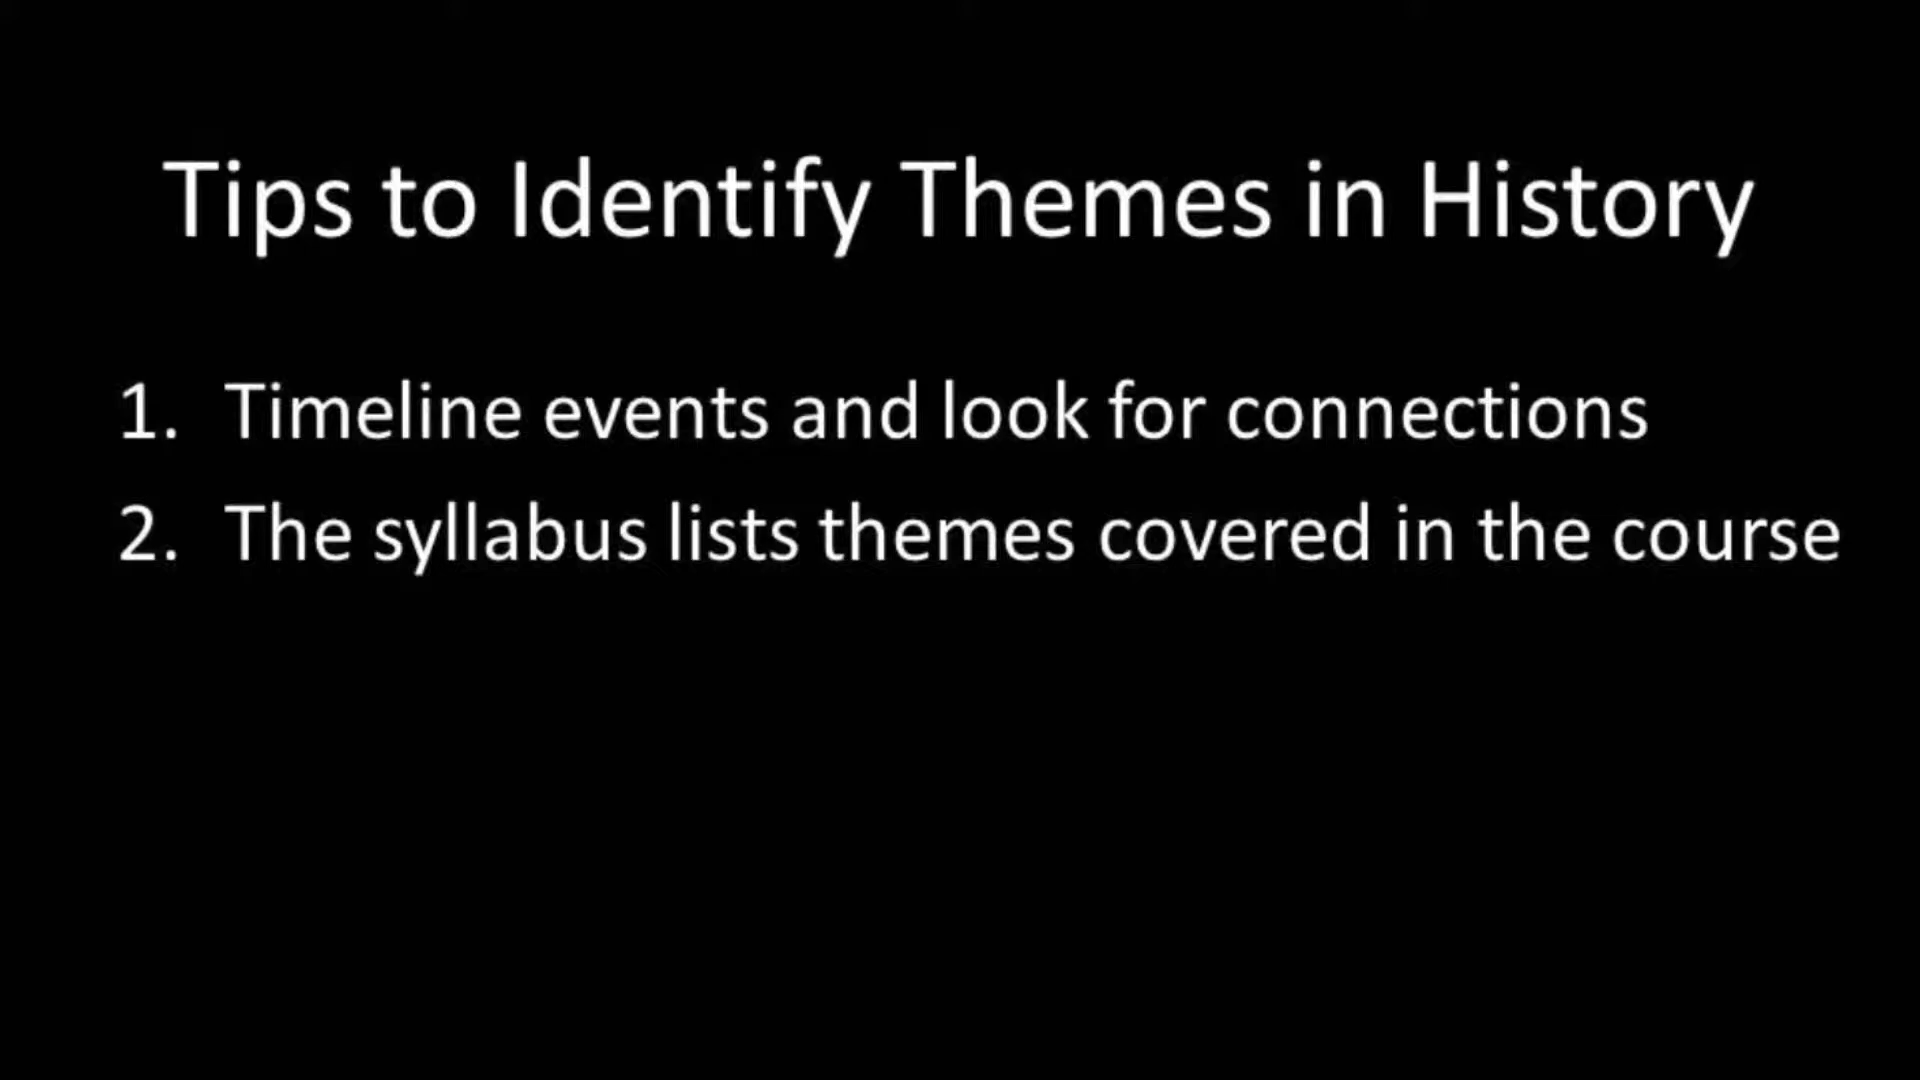 Tips to Identify Themes in History
1. Timeline events and look for connections
2. The syllabus lists themes covered in the course